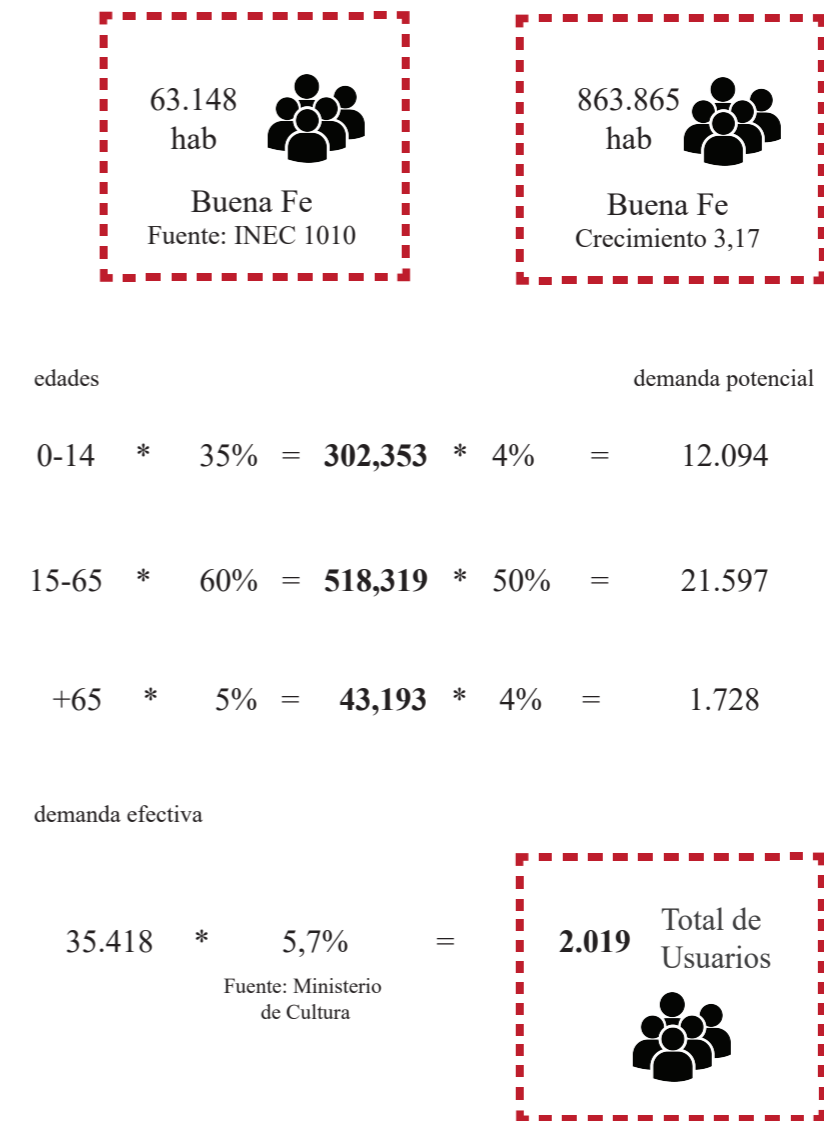 63.148
hab
Buena Fe
Fuente: INEC 1010
863.865
hab
Buena Fe
Crecimiento 3,17
edades demanda potencial
0-14 * 35% = 302,353 * 4% = 12.094
15-65 * 60% = 518,319 * 50% = 21.597
+65 * 5% = 43,193 * 4% = 1.728
demanda efectiva
35.418 * 5,7% = 2.019
Fuente: Ministerio
de Cultura
Total de
Usuarios